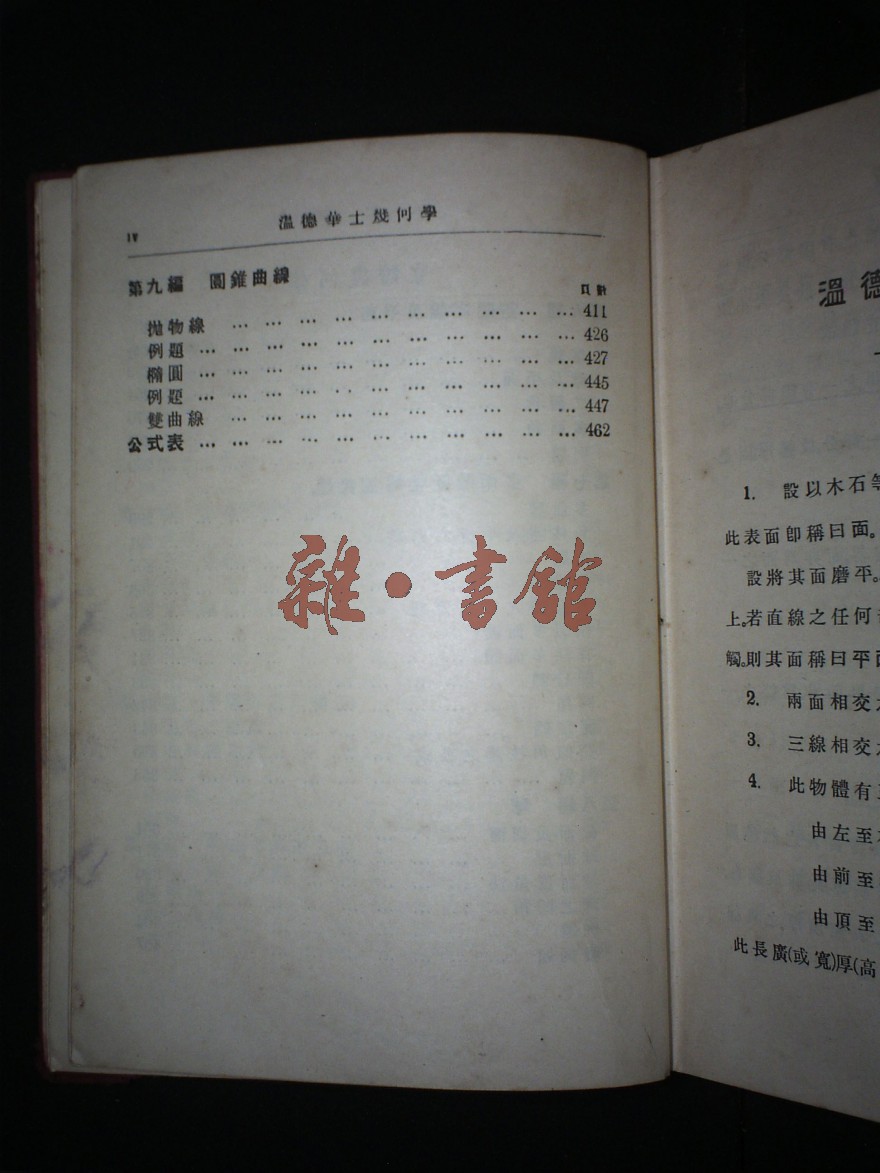 IV
溫德華士幾何學
第九編 圓錐曲線
頁數
拋物線 … … … … … … … … … … 411
例題 … … … … … … … … … … … 426
橢圓 … … … … … … … … … … … 427
例題 … … … … … … … … … … … 445
雙曲線 … … … … … … … … … … 447
公式表 … … … … … … … … … … … 462
雜·書館
溫德
1. 設以木石等
此表面卽稱曰面。
設將其面磨平。
上。若直線之任何
觸。則其面稱曰平面
2. 兩面相交
3. 三線相交
4. 此物體有
由左至
由前至
由頂至
此長廣(或寬)厚(高